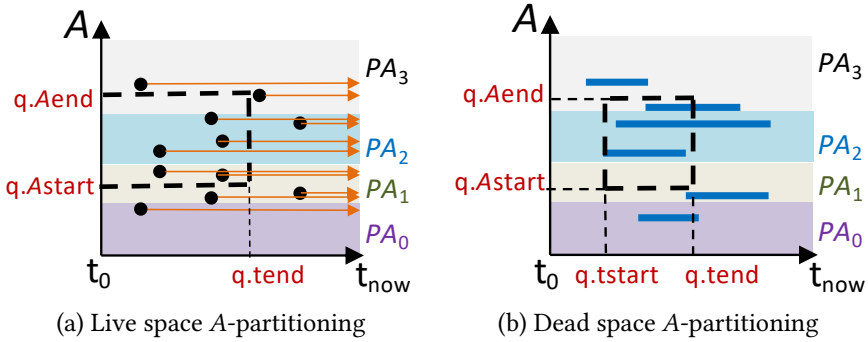 A
PA3
q.Aend
PA2
q.Astart
PA1
PA0
t0
q.tend
tnow
(a) Live space A-partitioning
A
PA3
q.Aend
PA2
q.Astart
PA1
PA0
t0
q.tstart
q.tend
tnow
(b) Dead space A-partitioning